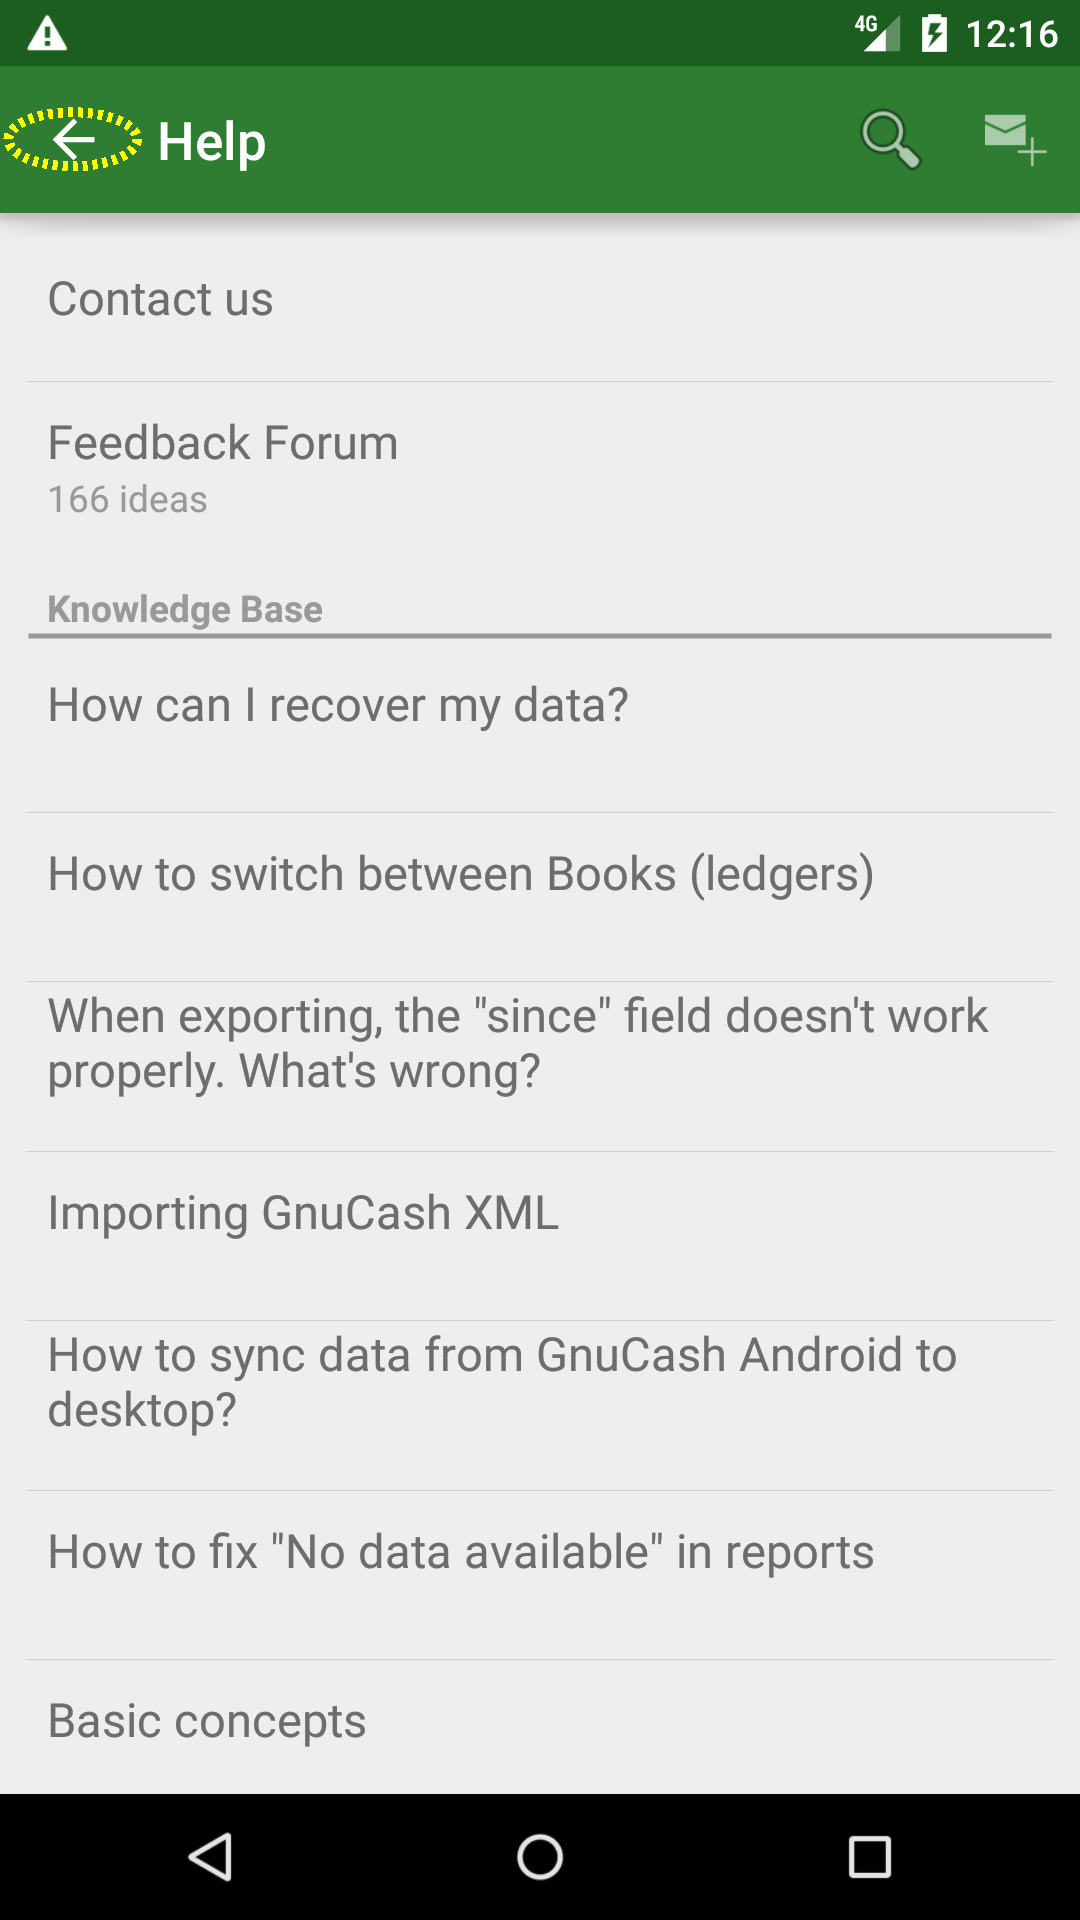 4G 12:16
Help
Contact us
Feedback Forum
166 ideas
Knowledge Base
How can I recover my data?
How to switch between Books (ledgers)
When exporting, the "since" field doesn't work
properly. What's wrong?
Importing GnuCash XML
How to sync data from GnuCash Android to
desktop?
How to fix "No data available" in reports
Basic concepts